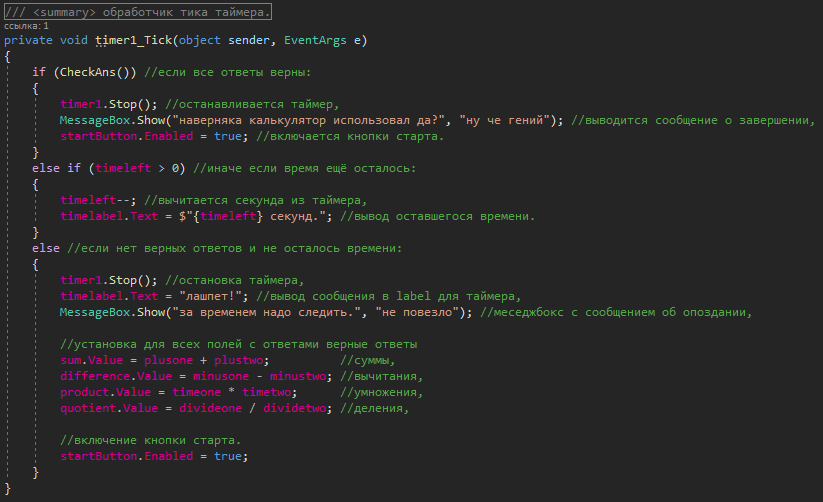 /// <summary> обработчик тика таймера.
ссылка: 1
private void timer1_Tick(object sender, EventArgs e)
{
    if (CheckAns()) //если все ответы верны:
    {
        timer1.Stop(); //останавливается таймер,
        MessageBox.Show("наверняка калькулятор использовал да?", "ну че гений"); //выводится сообщение о завершении,
        startButton.Enabled = true; //включается кнопки старта.
    }
    else if (timeleft > 0) //иначе если время ещё осталось:
    {
        timeleft--; //вычитается секунда из таймера,
        timelabel.Text = $"{timeleft} секунд."; //вывод оставшегося времени.
    }
    else //если нет верных ответов и не осталось времени:
    {
        timer1.Stop(); //остановка таймера,
        timelabel.Text = "лашпет!"; //вывод сообщения в label для таймера,
        MessageBox.Show("за временем надо следить.", "не повезло"); //меседжбокс с сообщением об опоздании,

        //установка для всех полей с ответами верные ответы
        sum.Value = plusone + plustwo;          //суммы,
        difference.Value = minusone - minustwo; //вычитания,
        product.Value = timeone * timetwo;      //умножения,
        quotient.Value = divideone / dividetwo; //деления,

        //включение кнопки старта.
        startButton.Enabled = true;
    }
}